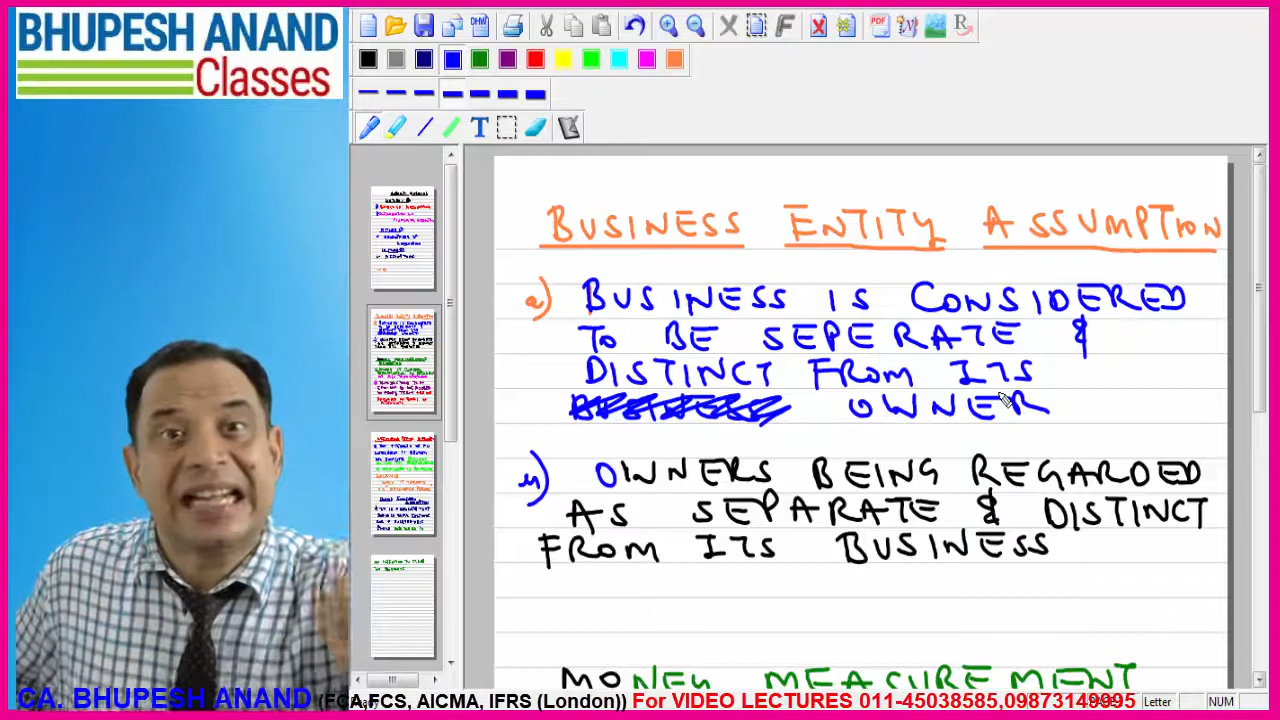 BHUPESH ANAND
Classes
BUSINESS ENTITY ASSUMPTION
a) BUSINESS IS CONSIDERED
TO BE SEPERATE &
DISTINCT FROM ITS
OWNER
OWNERS BEING REGARDED
AS SEPARATE & DISTINCT
FROM ITS BUSINESS
MONEY MEASUREMENT
CA. BHUPESH ANAND (FCA,FCS, AICMA, IFRS (London)) For VIDEO LECTURES 011-45038585,09873149995
Letter
NUM